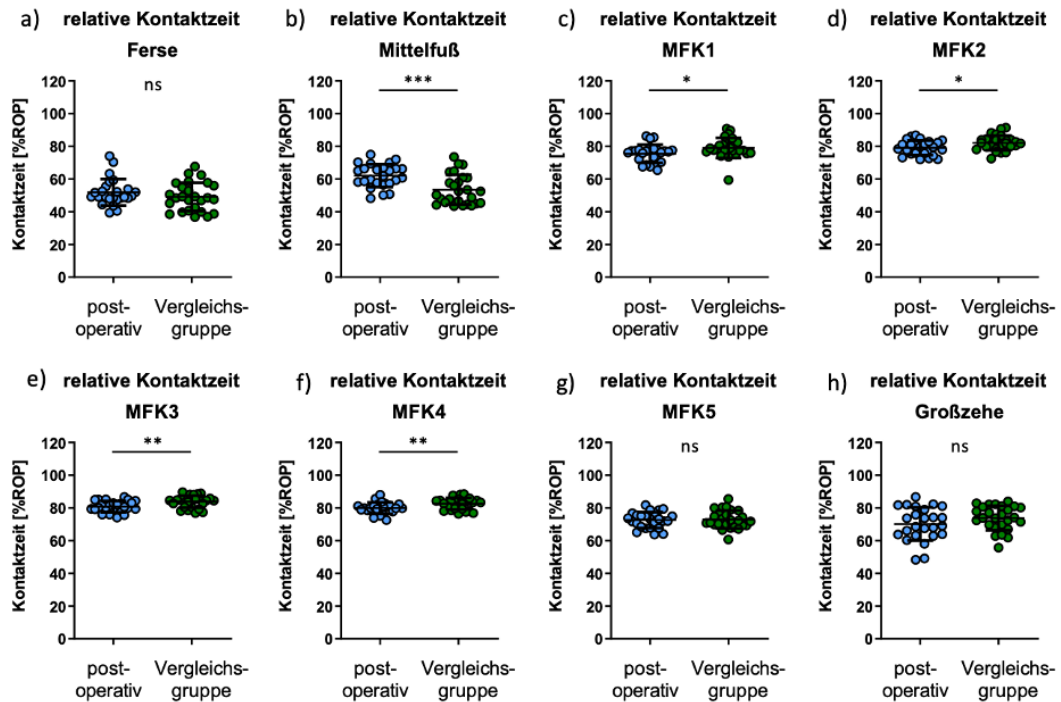 a) relative Kontaktzeit
Ferse
ns
Kontaktzeit [%ROP]
120
100
80
60
40
20
0
post-
operativ
Vergleichs-
gruppe
b) relative Kontaktzeit
Mittelfuß
***
Kontaktzeit [%ROP]
120
100
80
60
40
20
0
post-
operativ
Vergleichs-
gruppe
c) relative Kontaktzeit
MFK1
*
Kontaktzeit [%ROP]
120
100
80
60
40
20
0
post-
operativ
Vergleichs-
gruppe
d) relative Kontaktzeit
MFK2
*
Kontaktzeit [%ROP]
120
100
80
60
40
20
0
post-
operativ
Vergleichs-
gruppe
e) relative Kontaktzeit
MFK3
**
Kontaktzeit [%ROP]
120
100
80
60
40
20
0
post-
operativ
Vergleichs-
gruppe
f) relative Kontaktzeit
MFK4
**
Kontaktzeit [%ROP]
120
100
80
60
40
20
0
post-
operativ
Vergleichs-
gruppe
g) relative Kontaktzeit
MFK5
ns
Kontaktzeit [%ROP]
120
100
80
60
40
20
0
post-
operativ
Vergleichs-
gruppe
h) relative Kontaktzeit
Großzehe
ns
Kontaktzeit [%ROP]
120
100
80
60
40
20
0
post-
operativ
Vergleichs-
gruppe